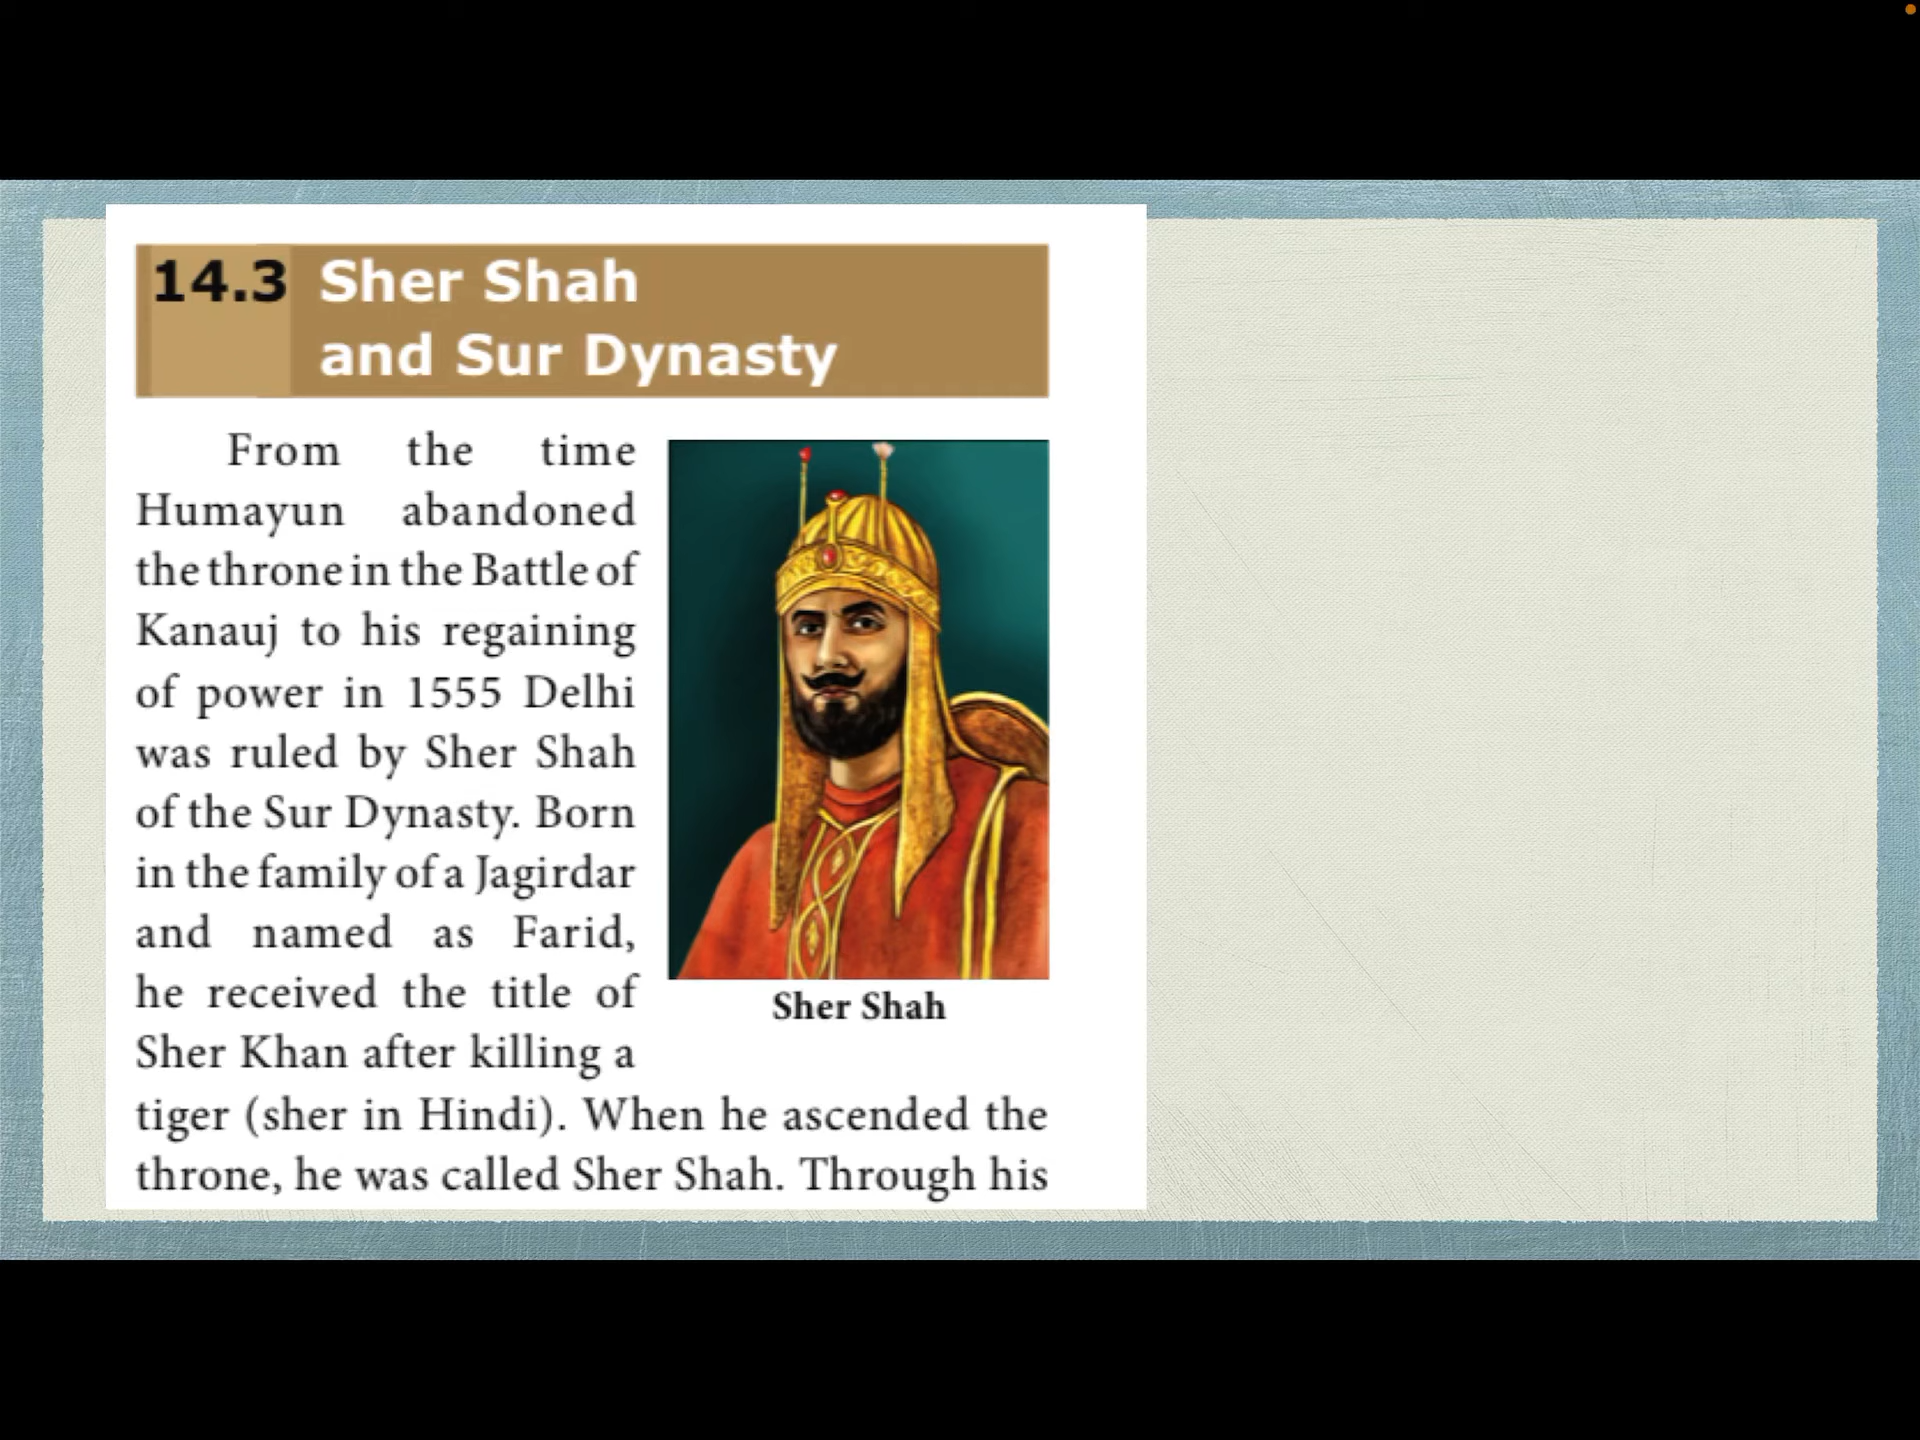 14.3 Sher Shah
and Sur Dynasty
From the time
Humayun abandoned
the throne in the Battle of
Kanauj to his regaining
of power in 1555 Delhi
was ruled by Sher Shah
of the Sur Dynasty. Born
in the family of a Jagirdar
and named as Farid,
he received the title of
Sher Khan after killing a
tiger (sher in Hindi). When he ascended the
throne, he was called Sher Shah. Through his
Sher Shah